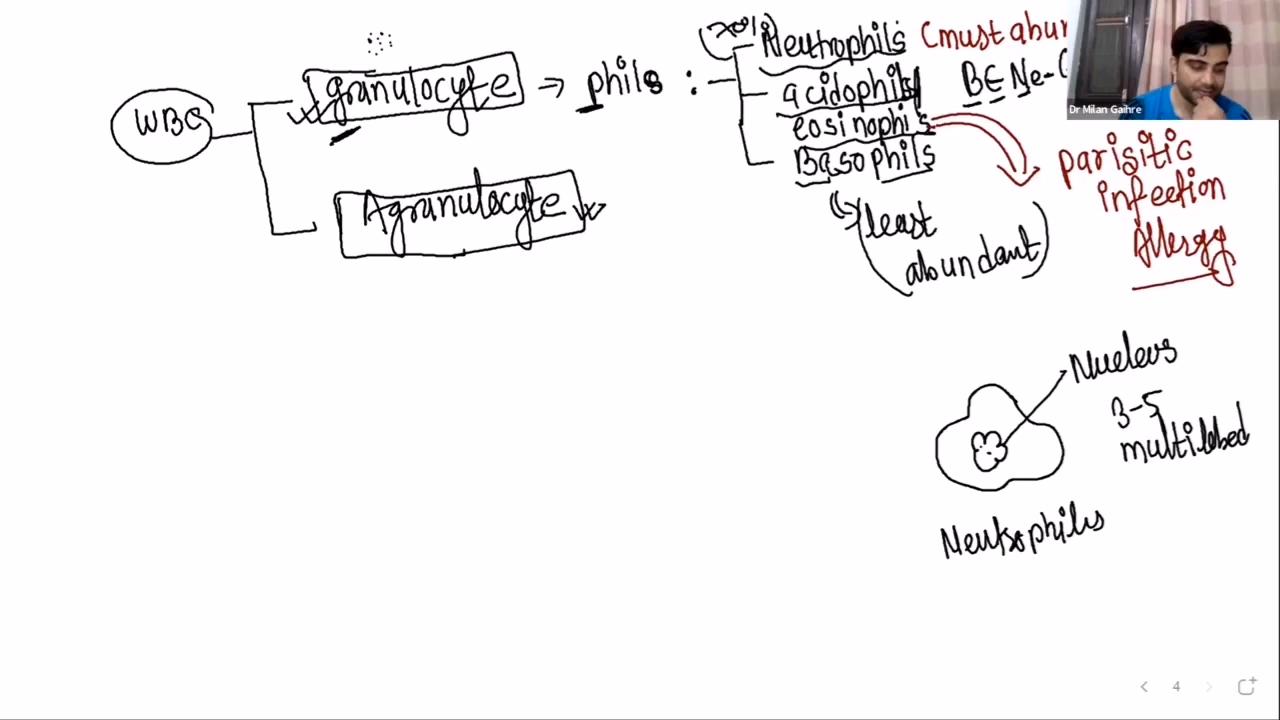 WBC
granulocyte → phils :-
(70%) Neutrophils (must abun
acidophils/
eosinophils
Basophils
BE Ne-
Dr Milan Gaihre
Agranulocyte
(least
abundant)
parisitic
infection
Allergy
Nucleus
3-5
multilobed
Neutrophils
4